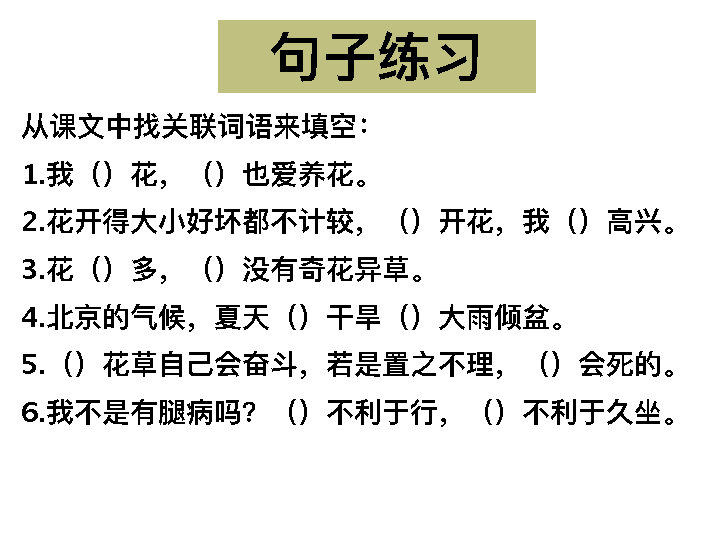 句子练习
从课文中找关联词语来填空：
1.我（）花，（）也爱养花。
2.花开得大小好坏都不计较，（）开花，我（）高兴。
3.花（）多，（）没有奇花异草。
4.北京的气候，夏天（）干旱（）大雨倾盆。
5.（）花草自己会奋斗，若是置之不理，（）会死的。
6.我不是有腿病吗？（）不利于行，（）不利于久坐。